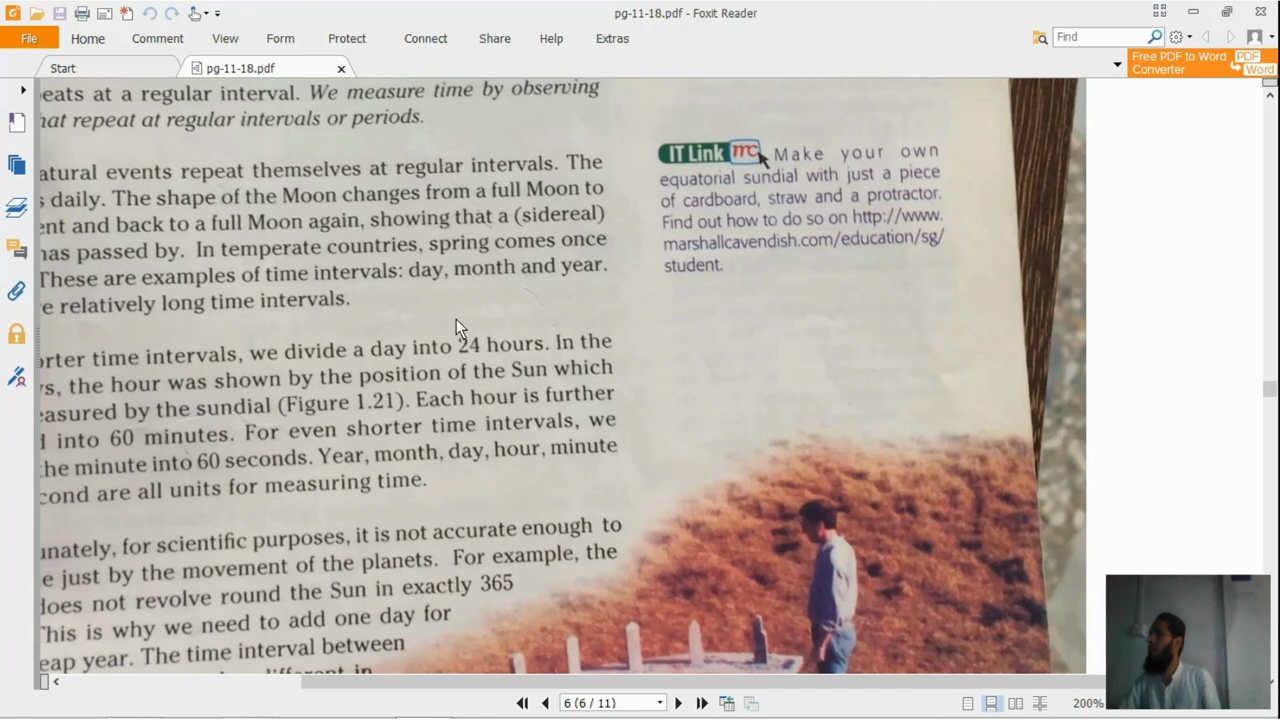 pg-11-18.pdf - Foxit Reader
File Home Comment View Form Protect Connect Share Help Extras
Find
Start
pg-11-18.pdf
Free PDF to Word Converter
PDF
Word
eats at a regular interval. We measure time by observing
hat repeat at regular intervals or periods.
atural events repeat themselves at regular intervals. The
s daily. The shape of the Moon changes from a full Moon to
ent and back to a full Moon again, showing that a (sidereal)
has passed by. In temperate countries, spring comes once
These are examples of time intervals: day, month and year.
e relatively long time intervals.
orter time intervals, we divide a day into 24 hours. In the
ys, the hour was shown by the position of the Sun which
easured by the sundial (Figure 1.21). Each hour is further
d into 60 minutes. For even shorter time intervals, we
the minute into 60 seconds. Year, month, day, hour, minute
cond are all units for measuring time.
unately, for scientific purposes, it is not accurate enough to
e just by the movement of the planets. For example, the
does not revolve round the Sun in exactly 365
This is why we need to add one day for
eap year. The time interval between
different in
IT Link mc Make your own
equatorial sundial with just a piece
of cardboard, straw and a protractor.
Find out how to do so on http://www.
marshallcavendish.com/education/sg/
student.
6 (6 / 11)
200%